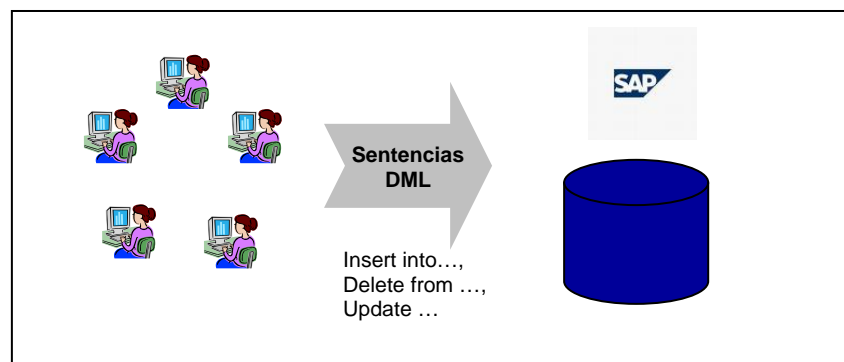 SAP
Sentencias
DML
Insert into…,
Delete from …,
Update …